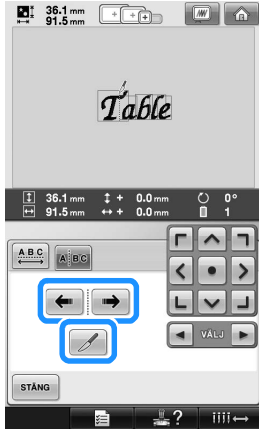 36.1 mm
91.5 mm
Table
36.1 mm + 0.0 mm 0°
91.5 mm + 0.0 mm 1
ABC A BC
VÄLJ
STÄNG
?